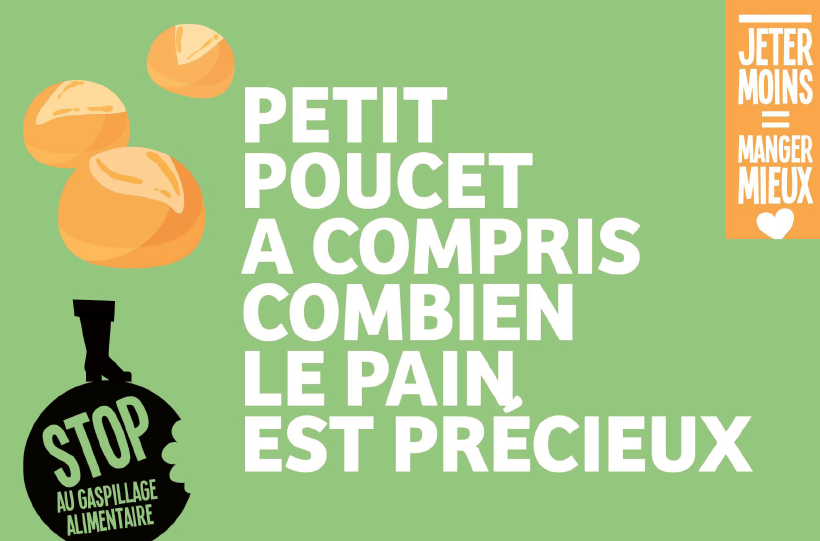 PETIT
POUCET
A COMPRIS
COMBIEN
LE PAIN
EST PRÉCIEUX
JETER
MOINS
=
MANGER
MIEUX
STOP
AU GASPILLAGE
ALIMENTAIRE